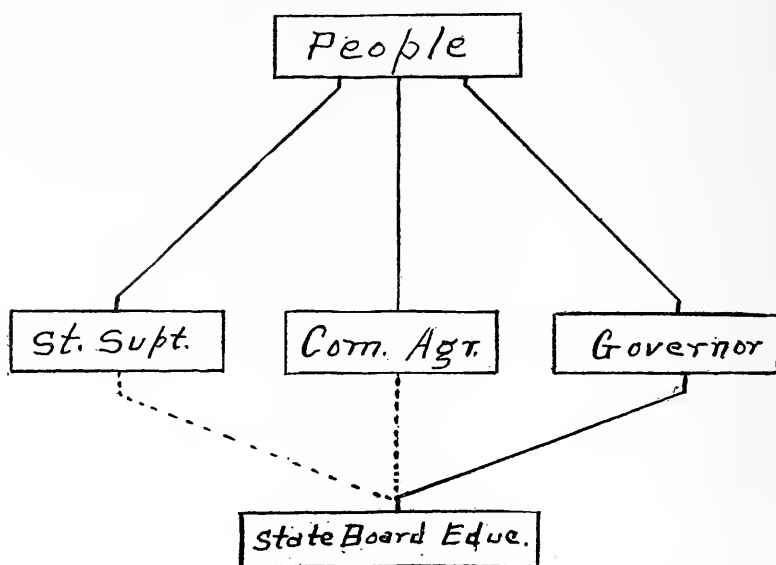 People
St. Supt.
Com. Agr.
Governor
State Board Educ.